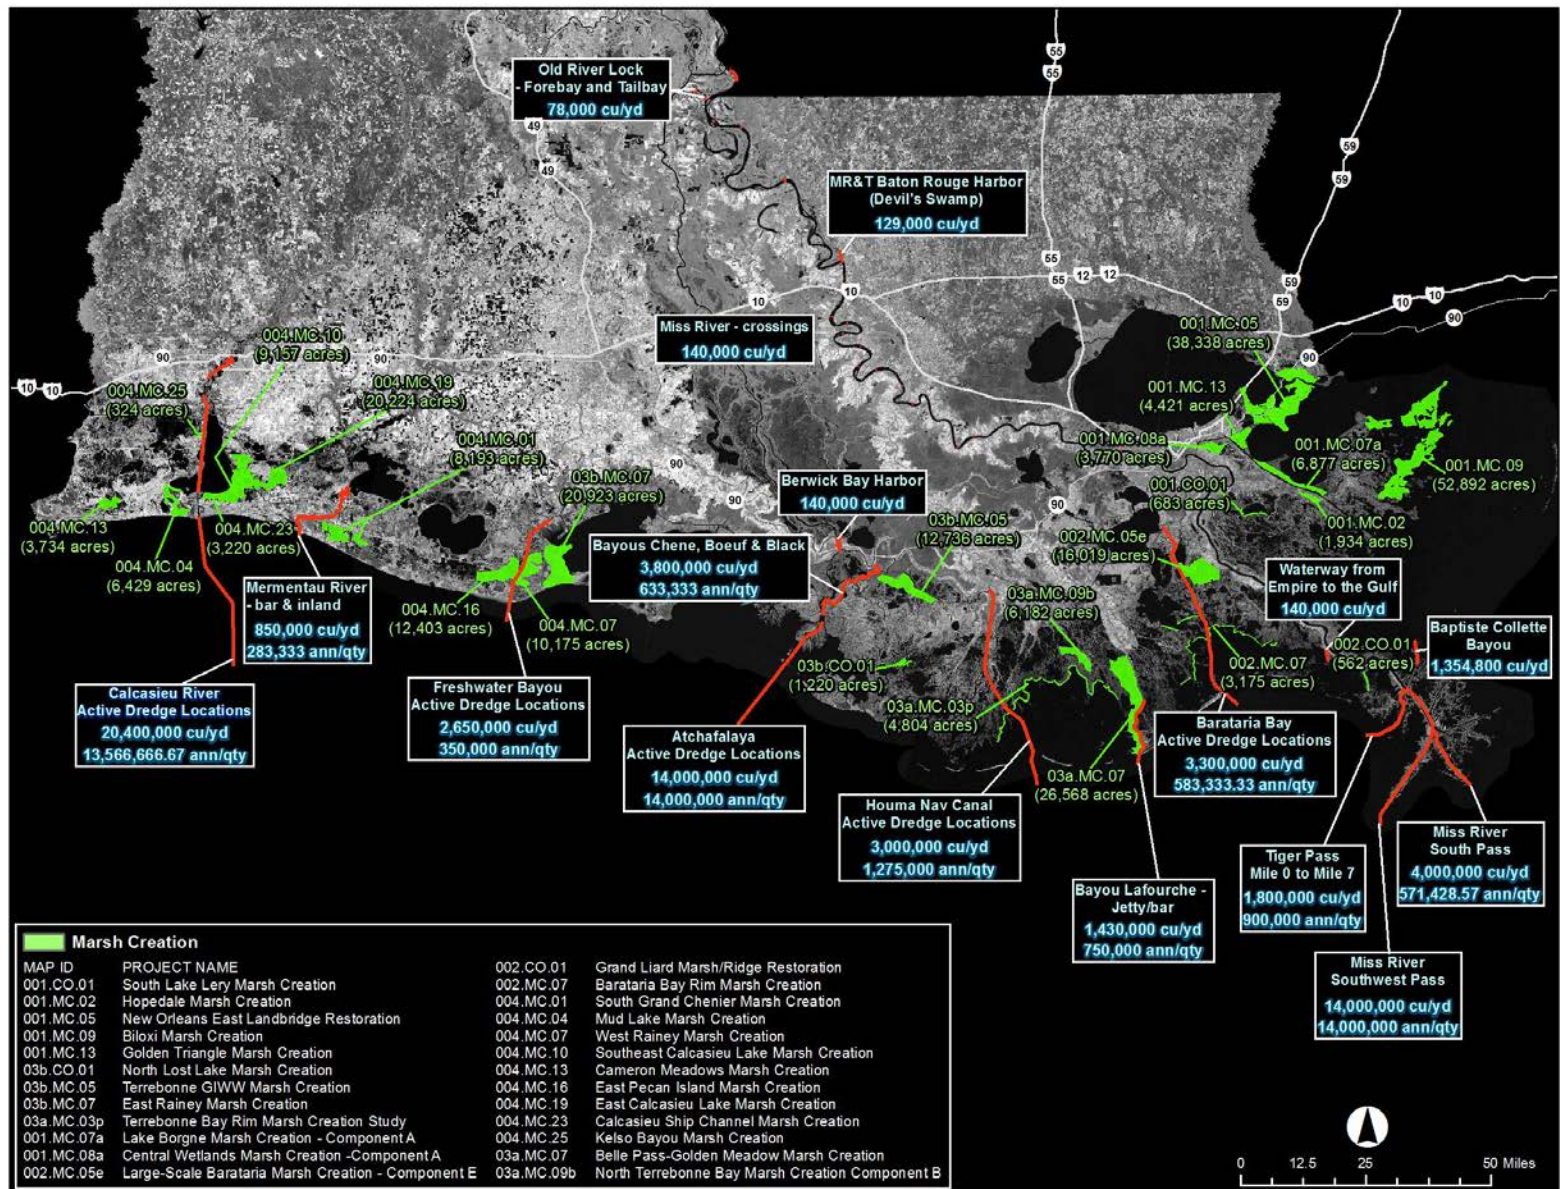 55
55
59
59
Old River Lock
- Forebay and Tailbay
78,000 cu/yd
49
49
MR&T Baton Rouge Harbor
(Devil's Swamp)
129,000 cu/yd
55
55
12
12
59
59
10
10
10
10
90
Miss River - crossings
140,000 cu/yd
001.MC.05
(38,338 acres)
90
004.MC.10
(9,157 acres)
90
90
10
10
004.MC.25
(324 acres)
004.MC.19
(20,224 acres)
001.MC.13
(4,421 acres)
004.MC.01
(8,193 acres)
001.MC.08a
(3,770 acres)
001.MC.07a
(6,877 acres)
001.MC.09
(52,892 acres)
90
03b.MC.07
(20,923 acres)
Berwick Bay Harbor
140,000 cu/yd
90
90
001.CO.01
(683 acres)
001.MC.02
(1,934 acres)
004.MC.13
(3,734 acres)
004.MC.23
(3,220 acres)
004.MC.04
(6,429 acres)
03b.MC.05
(12,736 acres)
002.MC.05e
(16,019 acres)
Bayous Chene, Boeuf & Black
3,800,000 cu/yd
633,333 ann/qty
Waterway from
Empire to the Gulf
140,000 cu/yd
Mermentau River
- bar & inland
850,000 cu/yd
283,333 ann/qty
004.MC.16
(12,403 acres)
004.MC.07
(10,175 acres)
03a.MC.09b
(6,182 acres)
Baptiste Collette
Bayou
1,354,800 cu/yd
002.CO.01
(562 acres)
002.MC.07
(3,175 acres)
03b.CO.01
(1,220 acres)
03a.MC.03p
(4,804 acres)
Calcasieu River
Active Dredge Locations
20,400,000 cu/yd
13,566,666.67 ann/qty
Freshwater Bayou
Active Dredge Locations
2,650,000 cu/yd
350,000 ann/qty
Atchafalaya
Active Dredge Locations
14,000,000 cu/yd
14,000,000 ann/qty
Barataria Bay
Active Dredge Locations
3,300,000 cu/yd
583,333.33 ann/qty
03a.MC.07
(26,568 acres)
Houma Nav Canal
Active Dredge Locations
3,000,000 cu/yd
1,275,000 ann/qty
Miss River
South Pass
4,000,000 cu/yd
571,428.57 ann/qty
Tiger Pass
Mile 0 to Mile 7
1,800,000 cu/yd
900,000 ann/qty
Bayou Lafourche -
Jetty/bar
1,430,000 cu/yd
750,000 ann/qty
Miss River
Southwest Pass
14,000,000 cu/yd
14,000,000 ann/qty
Marsh Creation
MAP ID PROJECT NAME
001.CO.01 South Lake Lery Marsh Creation
001.MC.02 Hopedale Marsh Creation
001.MC.05 New Orleans East Landbridge Restoration
001.MC.09 Biloxi Marsh Creation
001.MC.13 Golden Triangle Marsh Creation
03b.CO.01 North Lost Lake Marsh Creation
03b.MC.05 Terrebonne GIWW Marsh Creation
03b.MC.07 East Rainey Marsh Creation
03a.MC.03p Terrebonne Bay Rim Marsh Creation Study
001.MC.07a Lake Borgne Marsh Creation - Component A
001.MC.08a Central Wetlands Marsh Creation -Component A
002.MC.05e Large-Scale Barataria Marsh Creation - Component E
002.CO.01 Grand Liard Marsh/Ridge Restoration
002.MC.07 Barataria Bay Rim Marsh Creation
004.MC.01 South Grand Chenier Marsh Creation
004.MC.04 Mud Lake Marsh Creation
004.MC.07 West Rainey Marsh Creation
004.MC.10 Southeast Calcasieu Lake Marsh Creation
004.MC.13 Cameron Meadows Marsh Creation
004.MC.16 East Pecan Island Marsh Creation
004.MC.19 East Calcasieu Lake Marsh Creation
004.MC.23 Calcasieu Ship Channel Marsh Creation
004.MC.25 Kelso Bayou Marsh Creation
03a.MC.07 Belle Pass-Golden Meadow Marsh Creation
03a.MC.09b North Terrebonne Bay Marsh Creation Component B
0 12.5 25 50 Miles